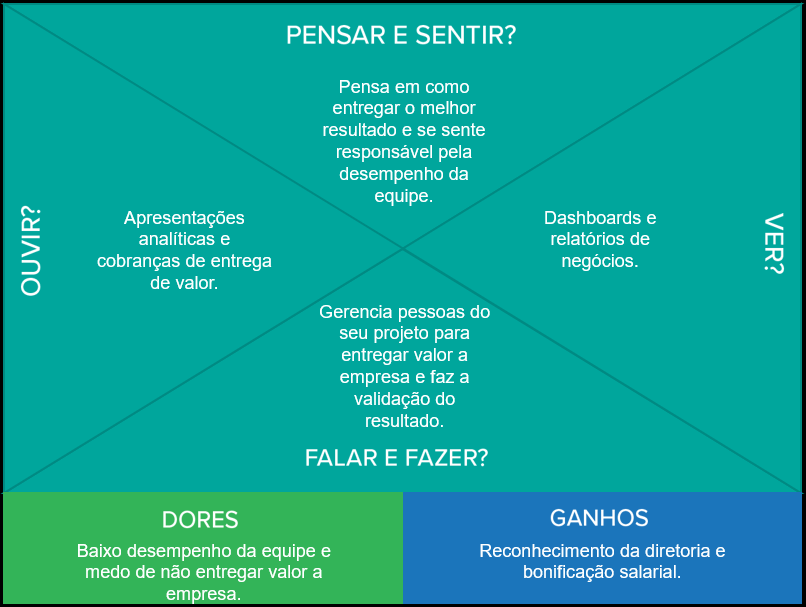 PENSAR E SENTIR?
Pensa em como
entregar o melhor
resultado e se sente
responsável pela
desempenho da
equipe.
OUVIR?
Apresentações
analíticas e
cobranças de entrega
de valor.
Dashboards e
relatórios de
negócios.
VER?
Gerencia pessoas do
seu projeto para
entregar valor a
empresa e faz a
validação do
resultado.
FALAR E FAZER?
DORES
Baixo desempenho da equipe e
medo de não entregar valor a
empresa.
GANHOS
Reconhecimento da diretoria e
bonificação salarial.